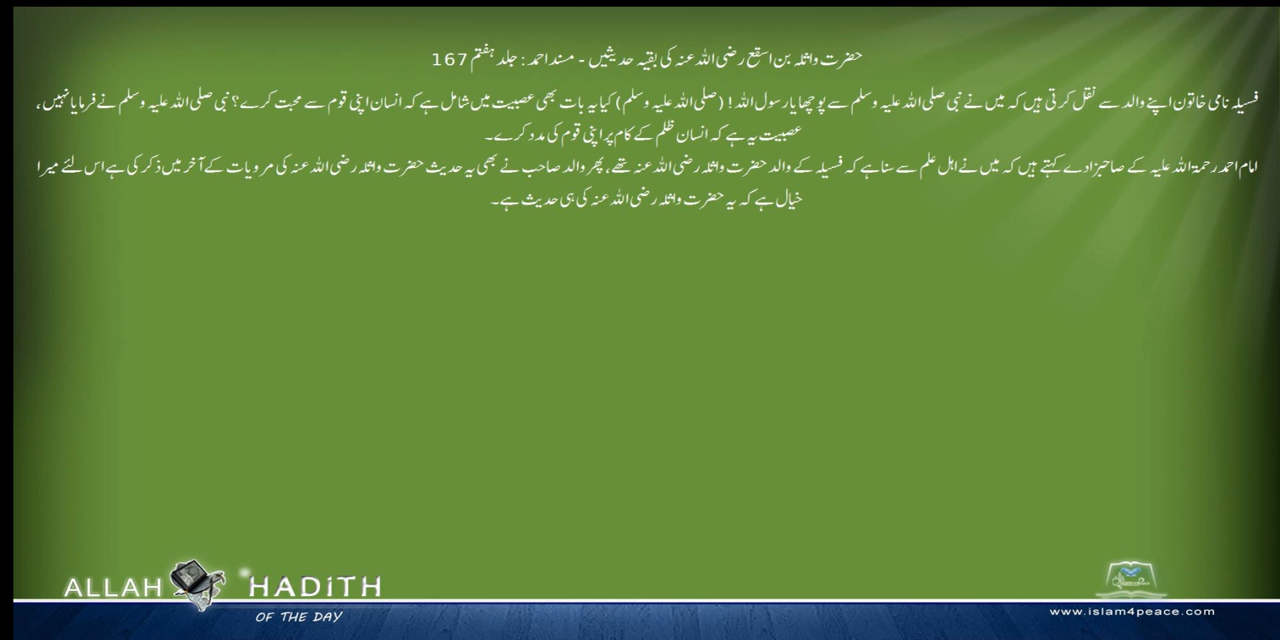 حضرت واثلہ بن اسقع رضی اللہ عنہ کی بقیہ حدیثیں - مسند احمد : جلد ہفتم 167
فسیلہ نامی خاتون اپنے والد سے نقل کرتی ہیں کہ میں نے نبی صلی اللہ علیہ وسلم سے پوچھا یا رسول اللہ ! (صلی اللہ علیہ وسلم) کیا یہ بات بھی عصبیت میں شامل ہے کہ انسان اپنی قوم سے محبت کرے؟ نبی صلی اللہ علیہ وسلم نے فرمایا نہیں،
عصبیت یہ ہے کہ انسان ظلم کے کام پر اپنی قوم کی مدد کرے۔
امام احمد رحمۃ اللہ علیہ کے صاحبزادے کہتے ہیں کہ میں نے اہل علم سے سنا ہے کہ فسیلہ کے والد حضرت واثلہ رضی اللہ عنہ تھے، پھر والد صاحب نے بھی یہ حدیث حضرت واثلہ رضی اللہ عنہ کی مرویات کے آخر میں ذکر کی ہے اس لئے میرا
خیال ہے کہ یہ حضرت واثلہ رضی اللہ عنہ کی ہی حدیث ہے۔
ALLAH HADITH
OF THE DAY
www.islam4peace.com